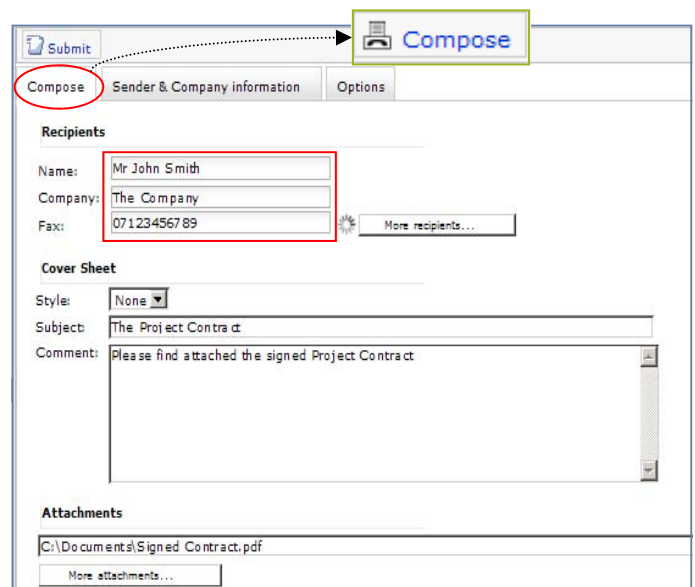 Compose
Submit
Compose Sender & Company information Options
Recipients
Name: Mr John Smith
Company: The Company
Fax: 07123456789 More recipients...
Cover Sheet
Style: None
Subject: The Project Contract
Comment: Please find attached the signed Project Contract
Attachments
C:\Documents\Signed Contract.pdf
More attachments...